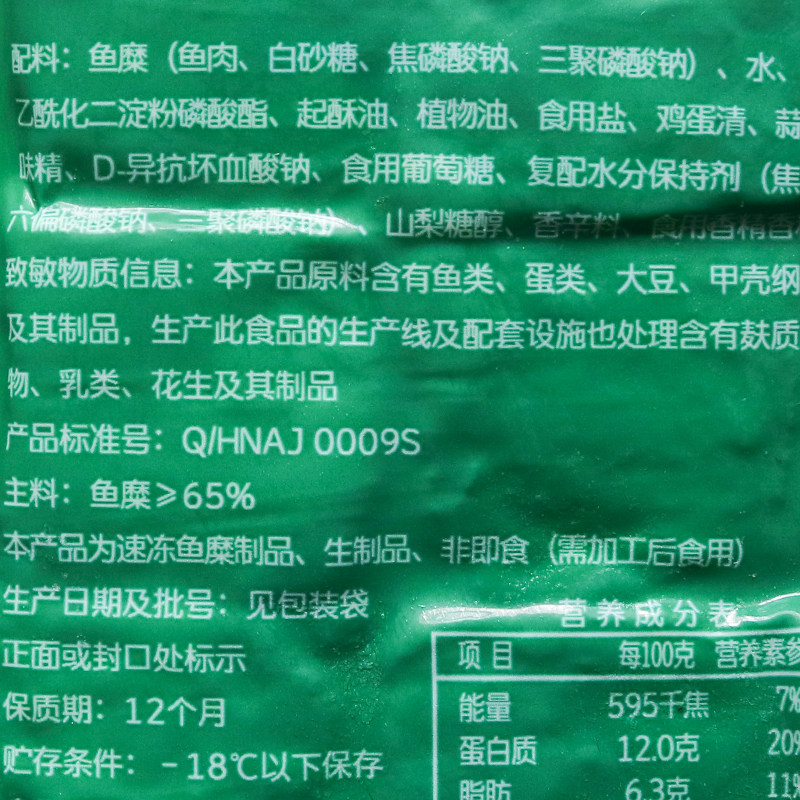 配料：鱼糜（鱼肉、白砂糖、焦磷酸钠、三聚磷酸钠）、水、
乙酰化二淀粉磷酸酯、起酥油、植物油、食用盐、鸡蛋清、蒜
味精、D-异抗坏血酸钠、食用葡萄糖、复配水分保持剂（焦
六偏磷酸钠、三聚磷酸钠）、山梨糖醇、香辛料、食用香精香
致敏物质信息：本产品原料含有鱼类、蛋类、大豆、甲壳纲
及其制品，生产此食品的生产线及配套设施也处理含有麸质
物、乳类、花生及其制品
产品标准号：Q/HNAJ 0009S
主料：鱼糜≥65%
本产品为速冻鱼糜制品、生制品、非即食（需加工后食用）
生产日期及批号：见包装袋
正面或封口处标示
保质期：12个月
贮存条件：-18℃以下保存
营养成分表
项目 每100克 营养素参
能量 595千焦 7%
蛋白质 12.0克 20%
脂肪 6.3克 11%